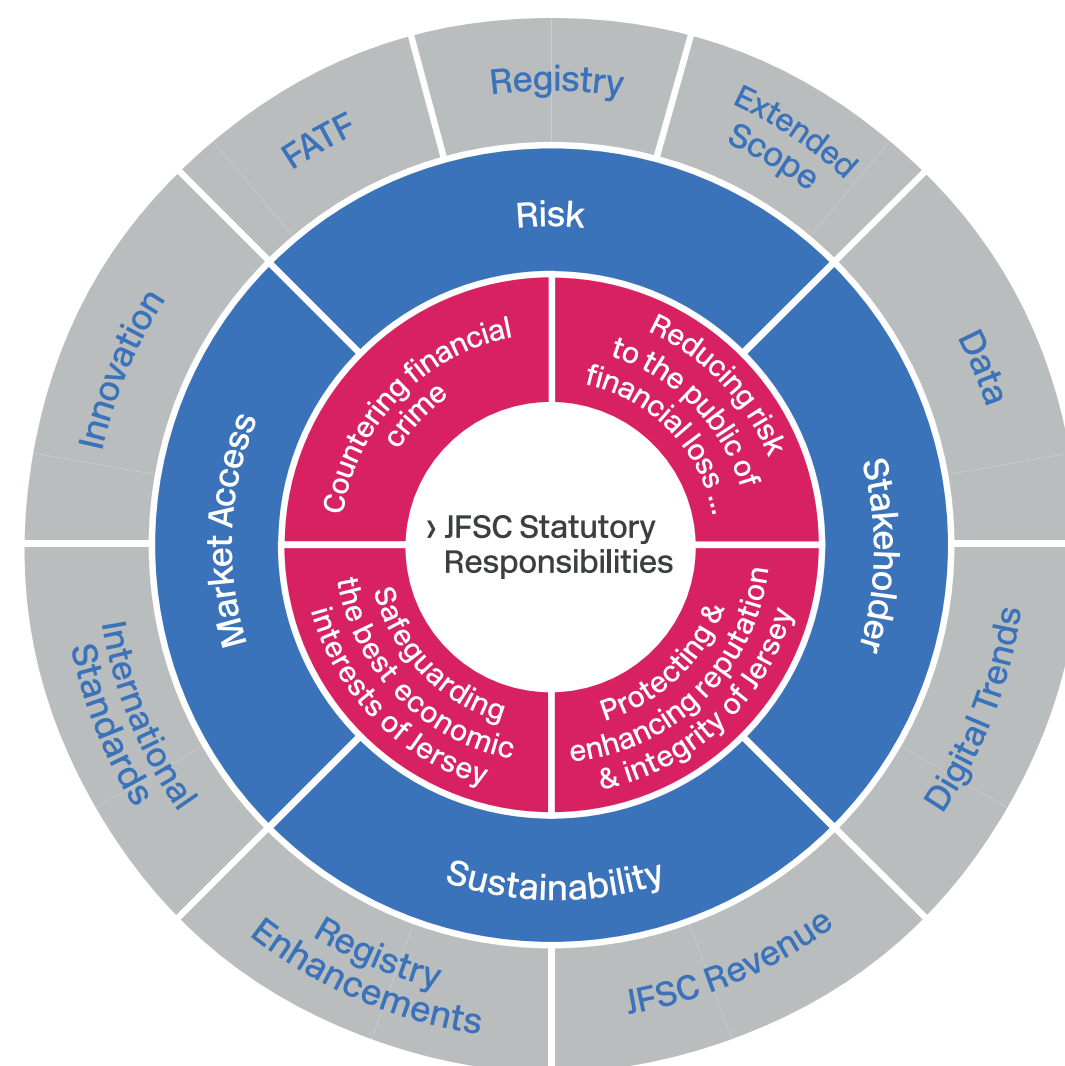 Registry
FATF
Extended
Scope
Risk
Innovation
Data
Countering financial
crime
Reducing risk
to the public of
financial loss ...
Market Access
Stakeholder
› JFSC Statutory
Responsibilities
International
Standards
Safeguarding
the best economic
interests of Jersey
Protecting &
enhancing reputation
& integrity of Jersey
Digital Trends
Sustainability
Registry
Enhancements
JFSC Revenue